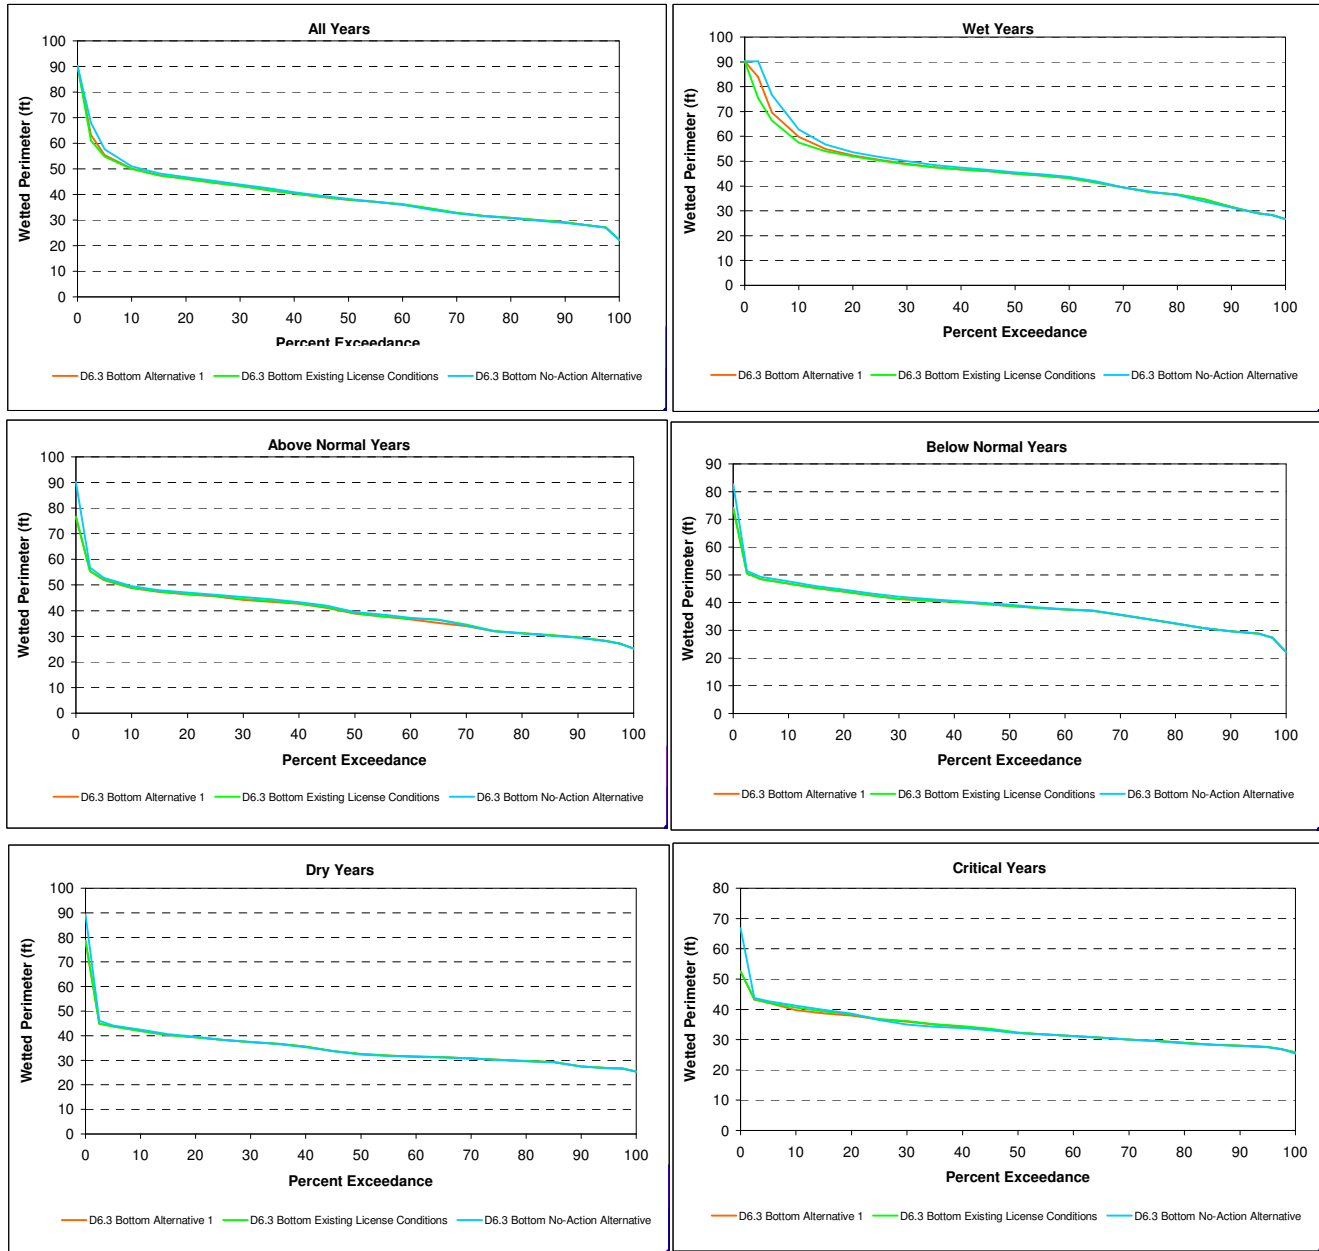 All Years
Wetted Perimeter (ft)
100
90
80
70
60
50
40
30
20
10
0
0 10 20 30 40 50 60 70 80 90 100
Percent Exceedance
D6.3 Bottom Alternative 1 D6.3 Bottom Existing License Conditions D6.3 Bottom No-Action Alternative
Wet Years
Wetted Perimeter (ft)
100
90
80
70
60
50
40
30
20
10
0
0 10 20 30 40 50 60 70 80 90 100
Percent Exceedance
D6.3 Bottom Alternative 1 D6.3 Bottom Existing License Conditions D6.3 Bottom No-Action Alternative
Above Normal Years
Wetted Perimeter (ft)
100
90
80
70
60
50
40
30
20
10
0
0 10 20 30 40 50 60 70 80 90 100
Percent Exceedance
D6.3 Bottom Alternative 1 D6.3 Bottom Existing License Conditions D6.3 Bottom No-Action Alternative
Below Normal Years
Wetted Perimeter (ft)
90
80
70
60
50
40
30
20
10
0
0 10 20 30 40 50 60 70 80 90 100
Percent Exceedance
D6.3 Bottom Alternative 1 D6.3 Bottom Existing License Conditions D6.3 Bottom No-Action Alternative
Dry Years
Wetted Perimeter (ft)
100
90
80
70
60
50
40
30
20
10
0
0 10 20 30 40 50 60 70 80 90 100
Percent Exceedance
D6.3 Bottom Alternative 1 D6.3 Bottom Existing License Conditions D6.3 Bottom No-Action Alternative
Critical Years
Wetted Perimeter (ft)
80
70
60
50
40
30
20
10
0
0 10 20 30 40 50 60 70 80 90 100
Percent Exceedance
D6.3 Bottom Alternative 1 D6.3 Bottom Existing License Conditions D6.3 Bottom No-Action Alternative